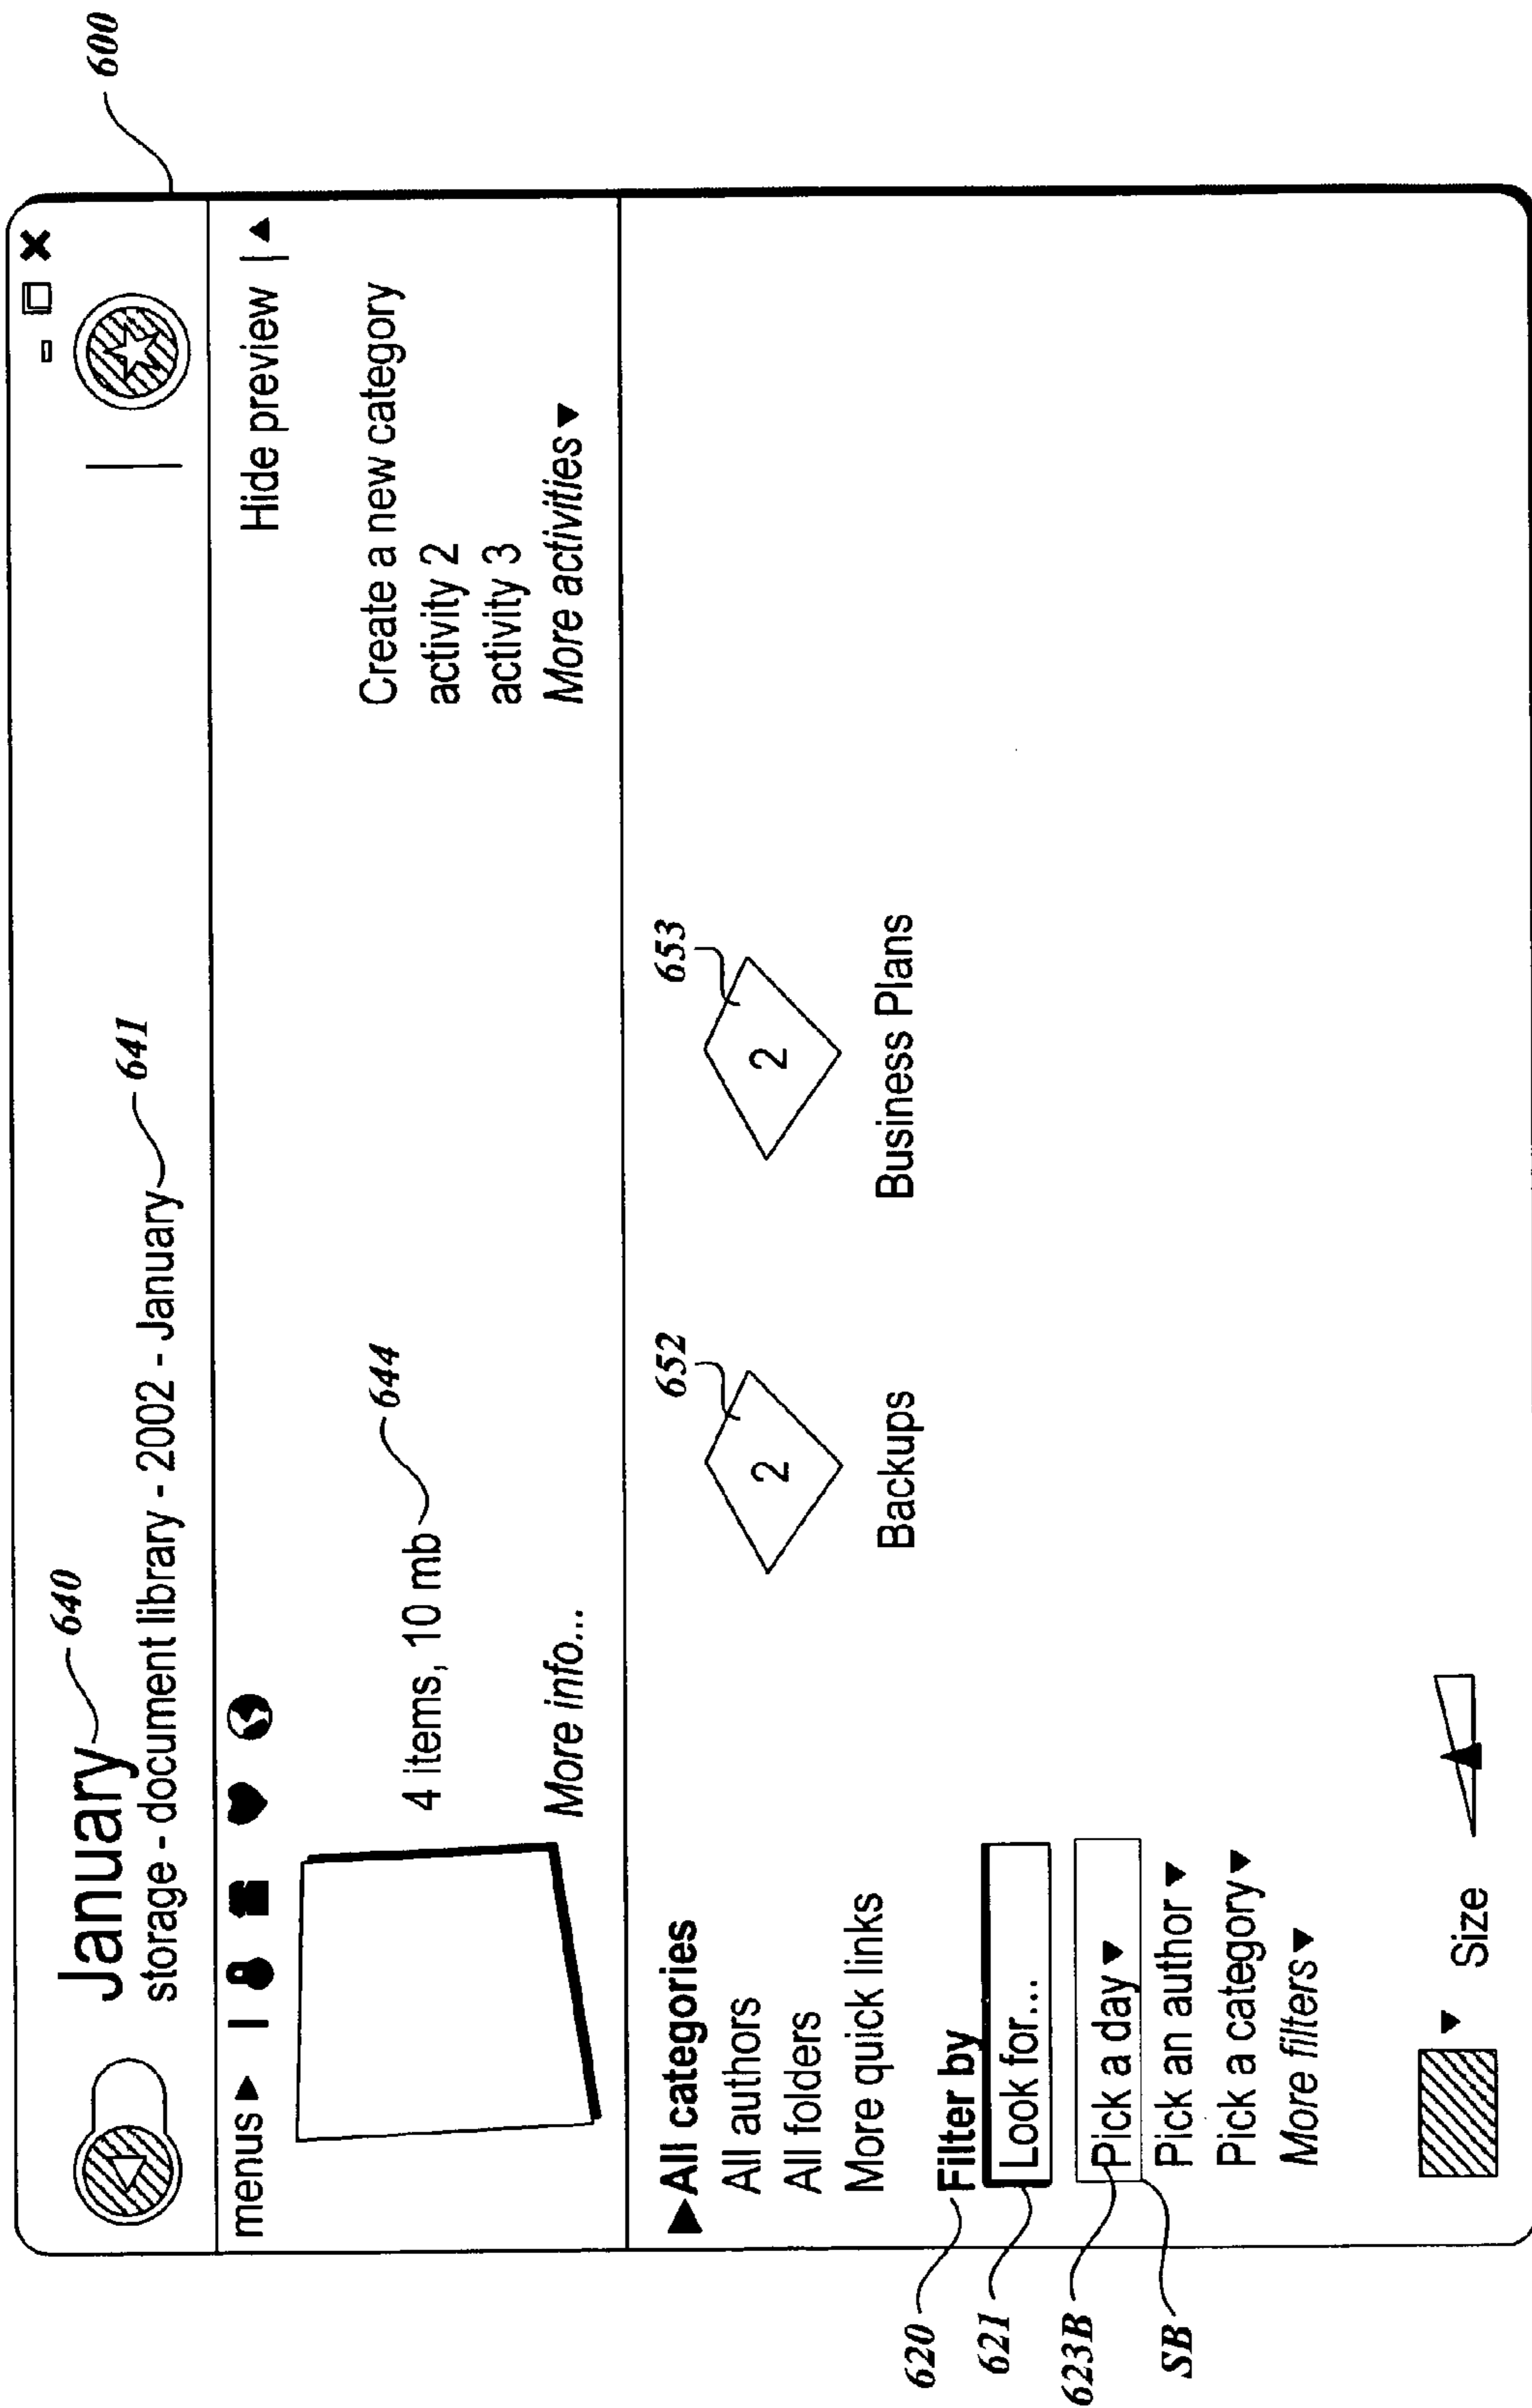 600
January 640
storage - document library - 2002 - January 641
menus
Hide preview
4 items, 10 mb 644
More info...
Create a new category
activity 2
activity 3
More activities
All categories
All authors
All folders
More quick links
620 Filter by
621 Look for...
623B Pick a day
SB
Pick an author
Pick a category
More filters
Size
652
2
Backups
653
2
Business Plans